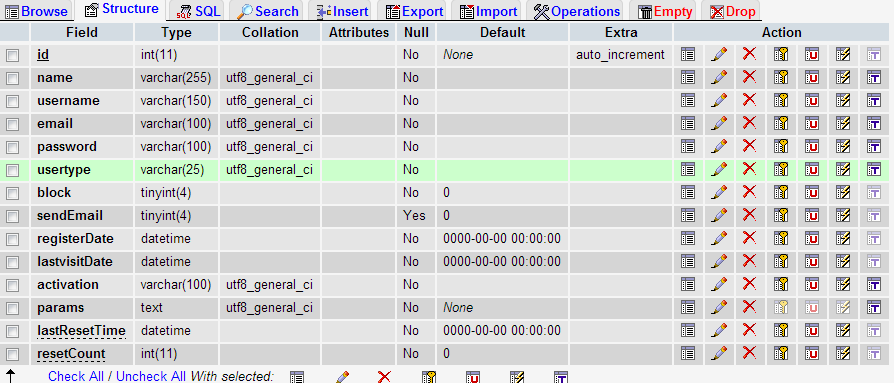 Browse Structure SQL Search Insert Export Import Operations Empty Drop
Field Type Collation Attributes Null Default Extra Action
id int(11) No None auto_increment
name varchar(255) utf8_general_ci No
username varchar(150) utf8_general_ci No
email varchar(100) utf8_general_ci No
password varchar(100) utf8_general_ci No
usertype varchar(25) utf8_general_ci No
block tinyint(4) No 0
sendEmail tinyint(4) Yes 0
registerDate datetime No 0000-00-00 00:00:00
lastvisitDate datetime No 0000-00-00 00:00:00
activation varchar(100) utf8_general_ci No
params text utf8_general_ci No None
lastResetTime datetime No 0000-00-00 00:00:00
resetCount int(11) No 0
Check All / Uncheck All With selected: